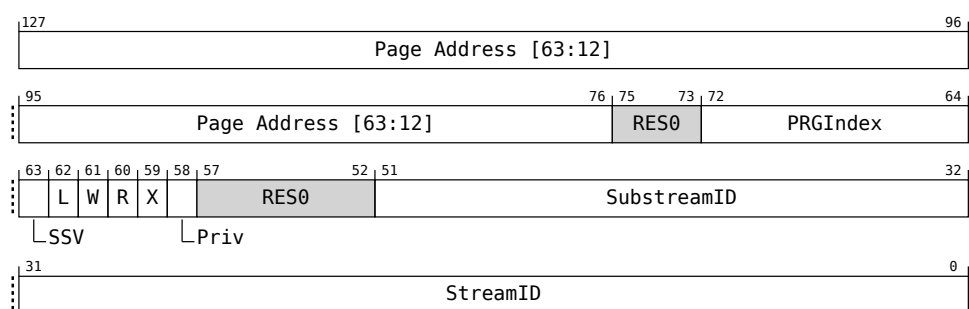 127 96
Page Address [63:12]
95 76 75 73 72 64
Page Address [63:12] RES0 PRGIndex
63 62 61 60 59 58 57 52 51 32
L W R X RES0 SubstreamID
SSV Priv
31 0
StreamID